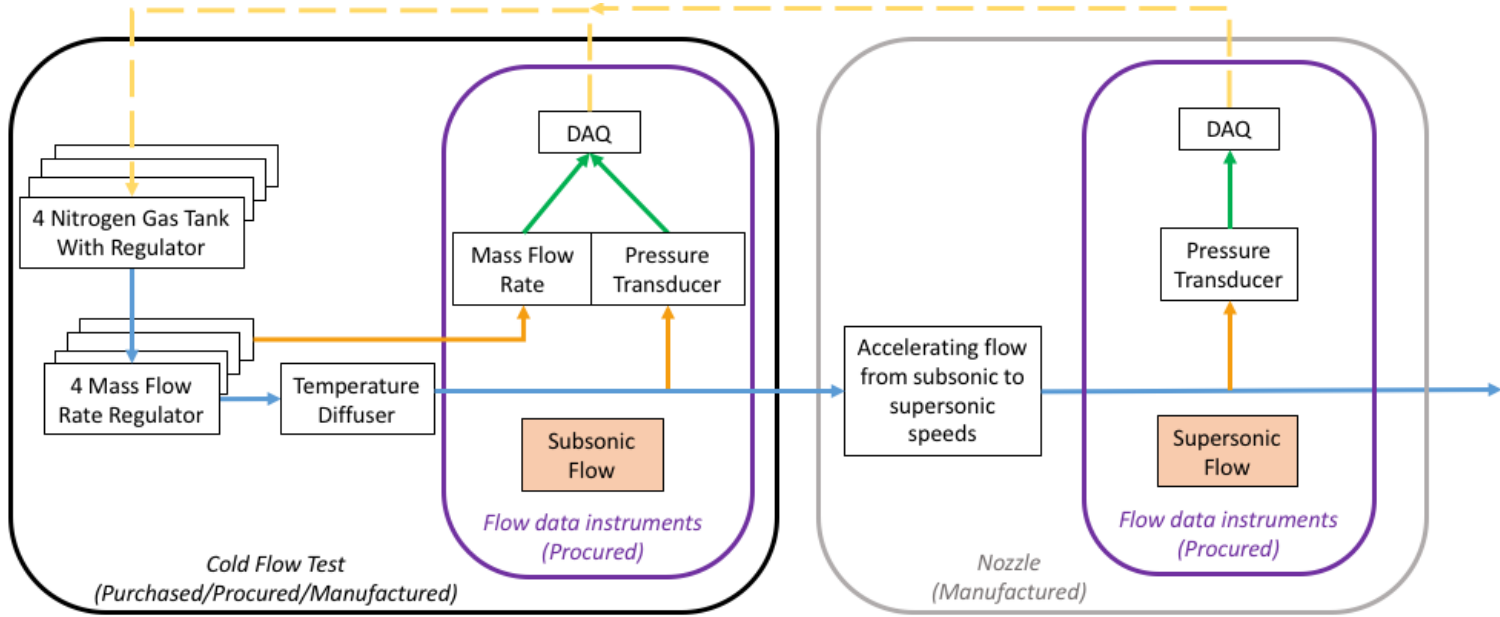 DAQ
4 Nitrogen Gas Tank
With Regulator
Mass Flow
Rate
Pressure
Transducer
4 Mass Flow
Rate Regulator
Temperature
Diffuser
Subsonic
Flow
Flow data instruments
(Procured)
Cold Flow Test
(Purchased/Procured/Manufactured)
DAQ
Pressure
Transducer
Accelerating flow
from subsonic to
supersonic
speeds
Supersonic
Flow
Flow data instruments
(Procured)
Nozzle
(Manufactured)